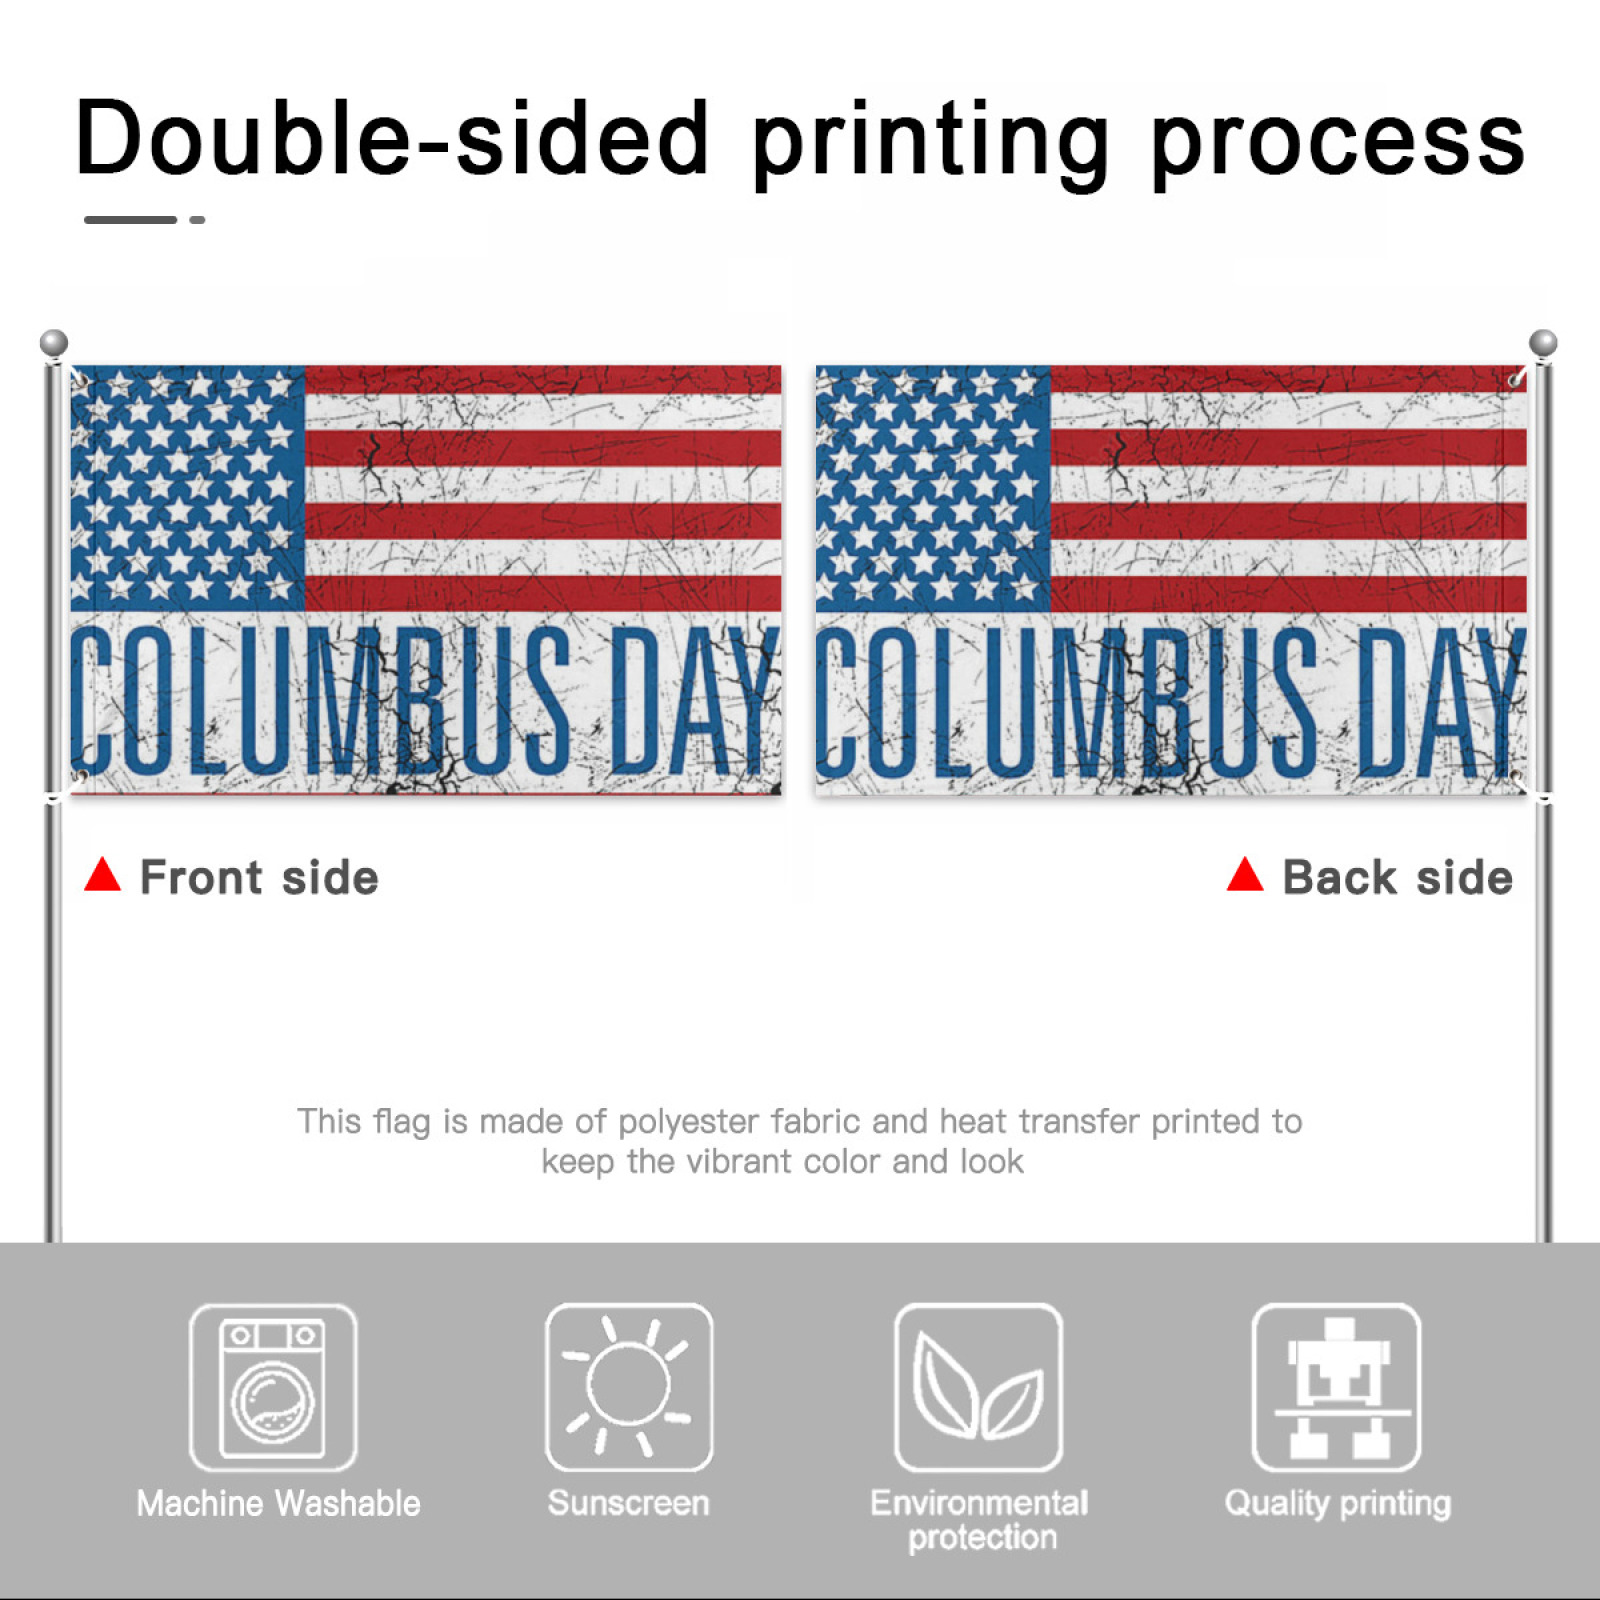 Double-sided printing process
COLUMBUS DAY
COLUMBUS DAY
Front side
Back side
This flag is made of polyester fabric and heat transfer printed to
keep the vibrant color and look
Machine Washable
Sunscreen
Environmental
protection
Quality printing